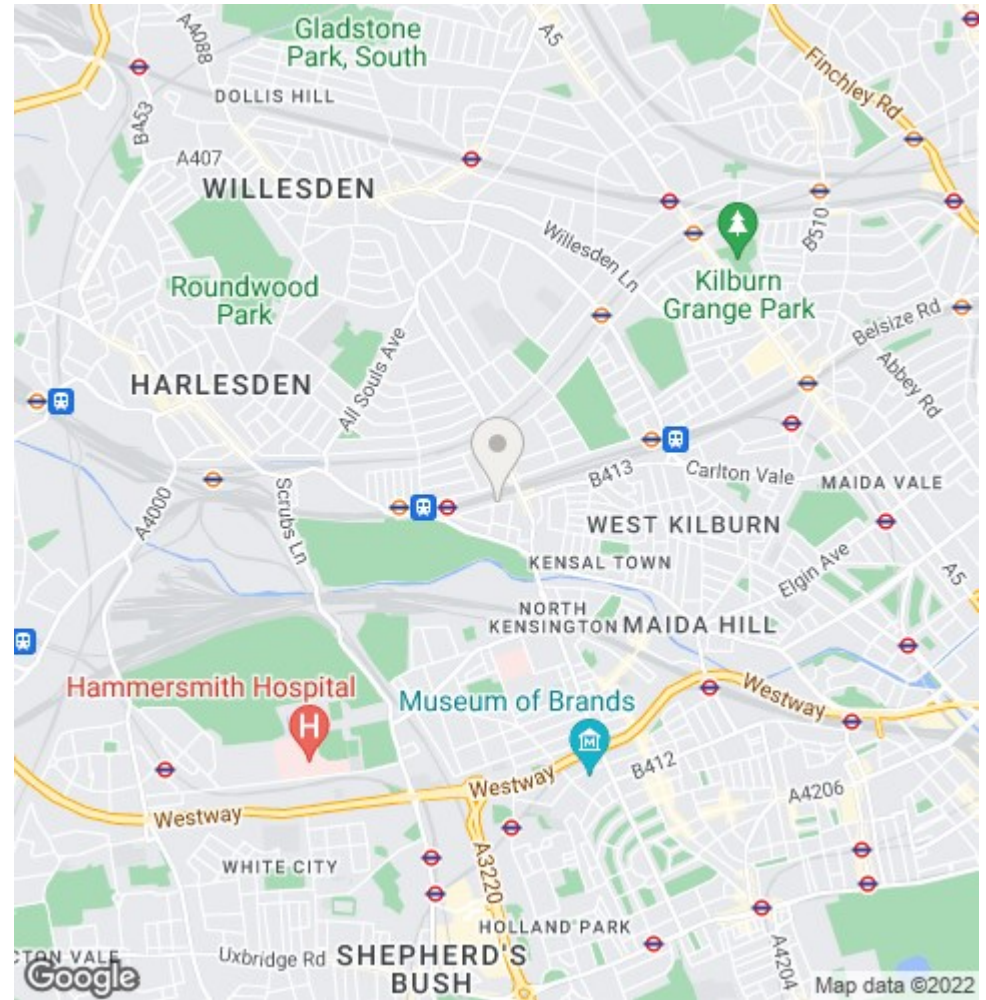 Gladstone
Park, South
A4088
A5
Finchley Rd
DOLLIS HILL
B453
A407
WILLESDEN
Willesden Ln
B510
Roundwood
Park
Kilburn
Grange Park
Belsize Rd
All Souls Ave
Abbey Rd
HARLESDEN
B413
Carlton Vale
MAIDA VALE
A4000
Scrubs Ln
WEST KILBURN
KENSAL TOWN
Elgin Ave
A5
NORTH
KENSINGTON
MAIDA HILL
Hammersmith Hospital
H
Museum of Brands
M
Westway
B412
Westway
A4206
Westway
A3220
WHITE CITY
HOLLAND PARK
CTON VALE
Uxbridge Rd
SHEPHERD'S
BUSH
A4204
Google
Map data ©2022